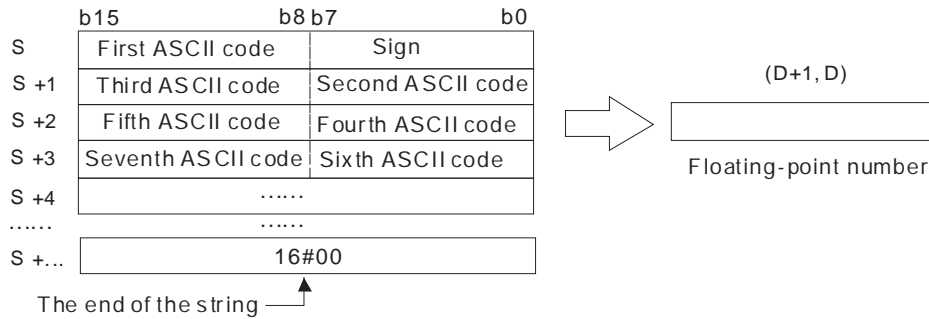 b15 b8 b7 b0
S First ASCII code Sign
S +1 Third ASCII code Second ASCII code
S +2 Fifth ASCII code Fourth ASCII code
S +3 Seventh ASCII code Sixth ASCII code
S +4 ......
...... ......
S +... 16#00
The end of the string
(D+1, D)
Floating-point number